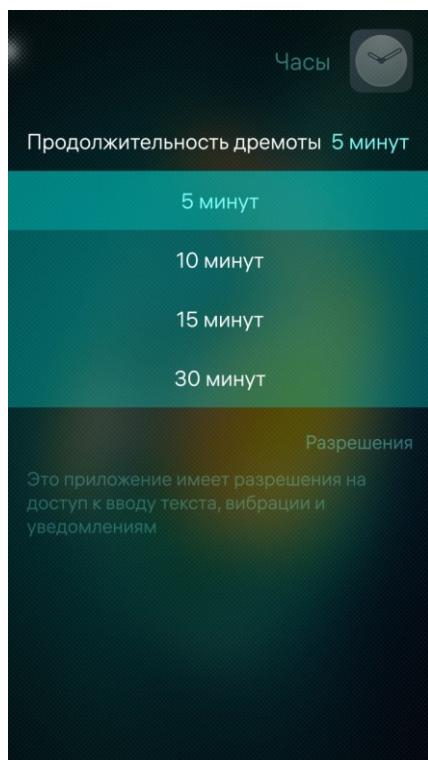 Часы
Продолжительность дремоты 5 минут
5 минут
10 минут
15 минут
30 минут
Разрешения
Это приложение имеет разрешения на
доступ к вводу текста, вибрации и
уведомлениям